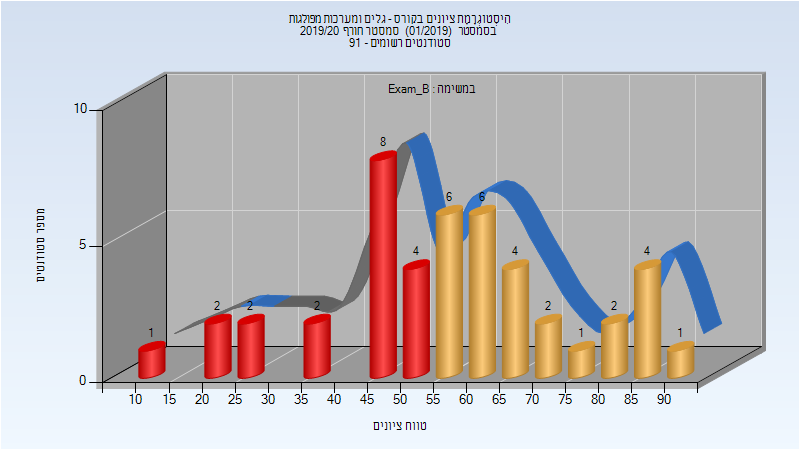 היסטוגרמת ציונים בקורס - גלים ומערכות מפולגות
בסמסטר (01/2019) סמסטר חורף 2019/20
סטודנטים רשומים - 91
במשימה : Exam_B
מספר סטודנטים
10
5
0
1
2
2
2
8
4
6
6
4
2
1
2
4
1
10 15 20 25 30 35 40 45 50 55 60 65 70 75 80 85 90
טווח ציונים